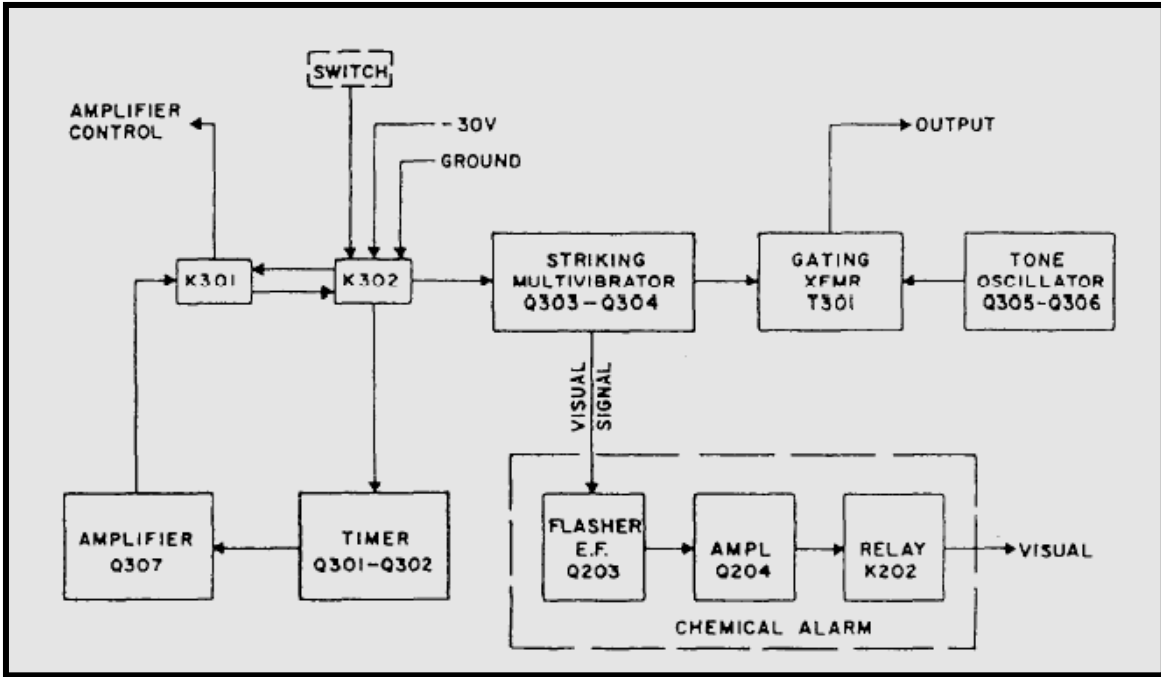 SWITCH
AMPLIFIER
CONTROL
-30V
GROUND
OUTPUT
K301
K302
STRIKING
MULTIVIBRATOR
Q303-Q304
GATING
XFMR
T301
TONE
OSCILLATOR
Q305-Q306
VISUAL
SIGNAL
AMPLIFIER
Q307
TIMER
Q301-Q302
FLASHER
E.F.
Q203
AMPL
Q204
RELAY
K202
VISUAL
CHEMICAL ALARM